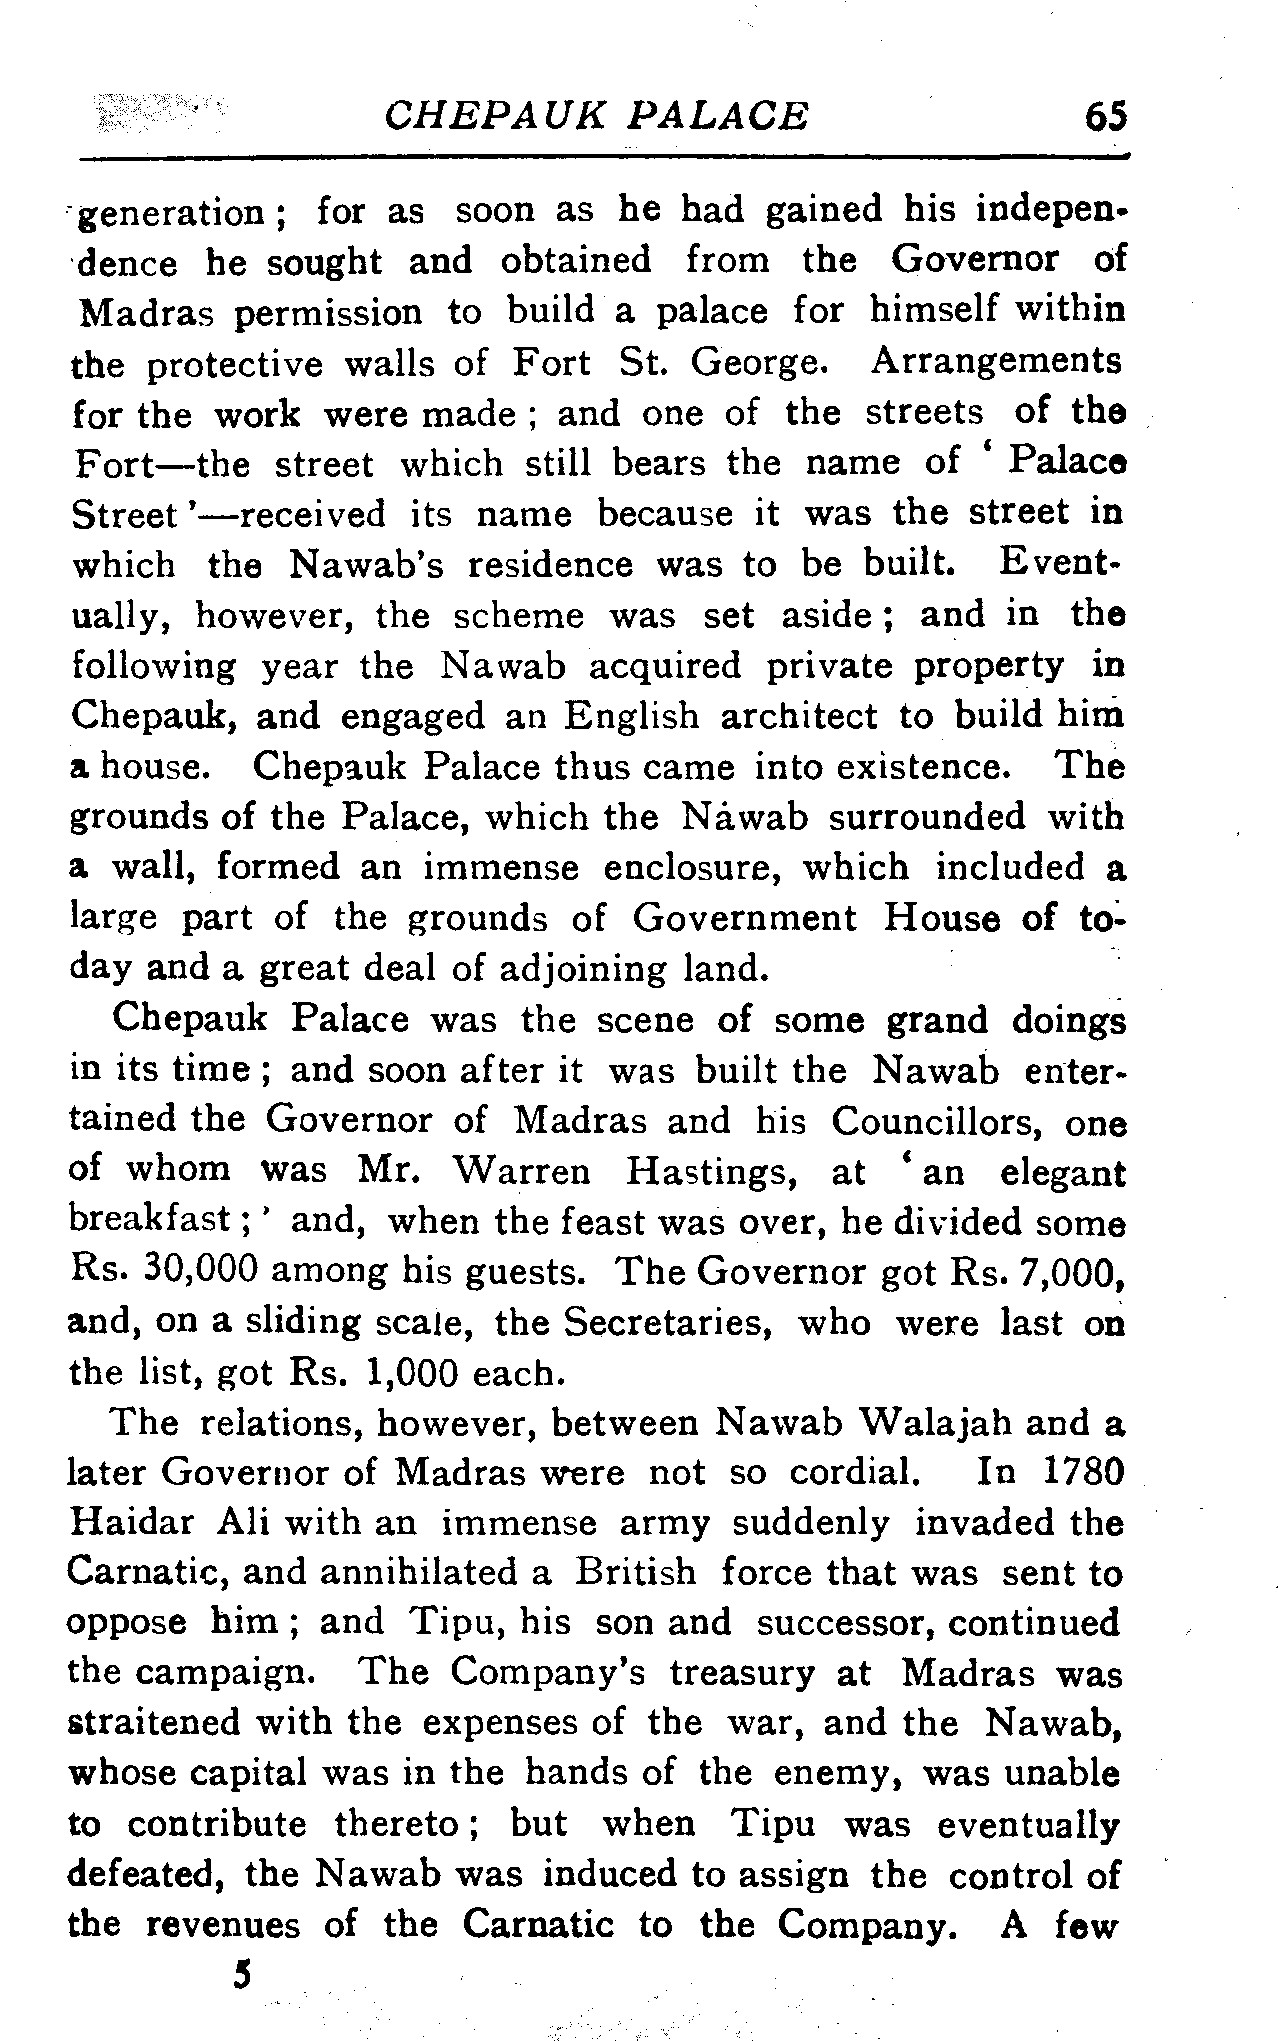 CHEPAUK PALACE 65
generation ; for as soon as he had gained his indepen-
dence he sought and obtained from the Governor of
Madras permission to build a palace for himself within
the protective walls of Fort St. George. Arrangements
for the work were made ; and one of the streets of the
Fort—the street which still bears the name of ‘ Palace
Street ’—received its name because it was the street in
which the Nawab's residence was to be built. Event-
ually, however, the scheme was set aside ; and in the
following year the Nawab acquired private property in
Chepauk, and engaged an English architect to build him
a house. Chepauk Palace thus came into existence. The
grounds of the Palace, which the Nawab surrounded with
a wall, formed an immense enclosure, which included a
large part of the grounds of Government House of to-
day and a great deal of adjoining land.
Chepauk Palace was the scene of some grand doings
in its time ; and soon after it was built the Nawab enter-
tained the Governor of Madras and his Councillors, one
of whom was Mr. Warren Hastings, at ‘ an elegant
breakfast ; ’ and, when the feast was over, he divided some
Rs. 30,000 among his guests. The Governor got Rs. 7,000,
and, on a sliding scale, the Secretaries, who were last on
the list, got Rs. 1,000 each.
The relations, however, between Nawab Walajah and a
later Governor of Madras were not so cordial. In 1780
Haidar Ali with an immense army suddenly invaded the
Carnatic, and annihilated a British force that was sent to
oppose him ; and Tipu, his son and successor, continued
the campaign. The Company's treasury at Madras was
straitened with the expenses of the war, and the Nawab,
whose capital was in the hands of the enemy, was unable
to contribute thereto ; but when Tipu was eventually
defeated, the Nawab was induced to assign the control of
the revenues of the Carnatic to the Company. A few
5